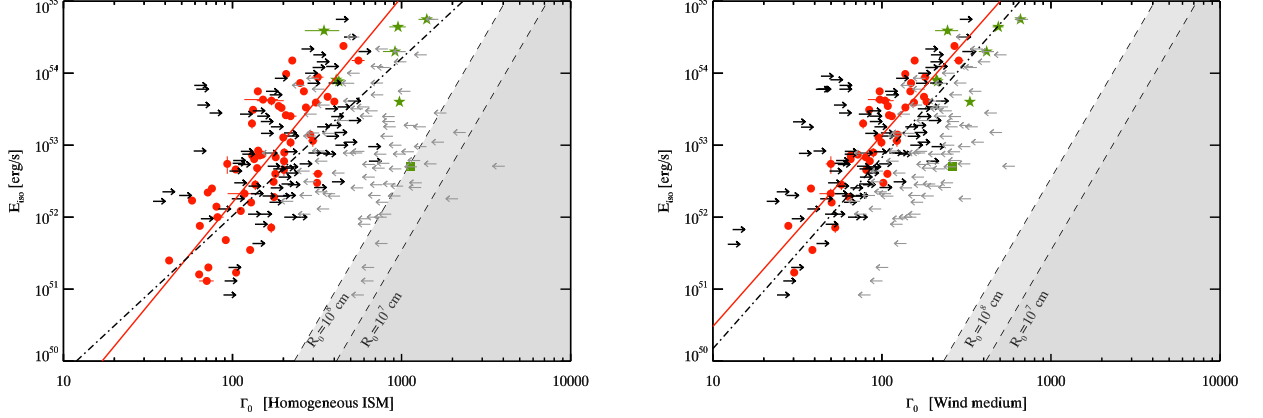 10^55
10^54
10^53
10^52
10^51
10^50
E_iso [erg/s]
R_0=10^8 cm
R_0=10^7 cm
10 100 1000 10000
Γ_0 [Homogeneous ISM]
10^55
10^54
10^53
10^52
10^51
10^50
E_iso [erg/s]
R_0=10^8 cm
R_0=10^7 cm
10 100 1000 10000
Γ_0 [Wind medium]